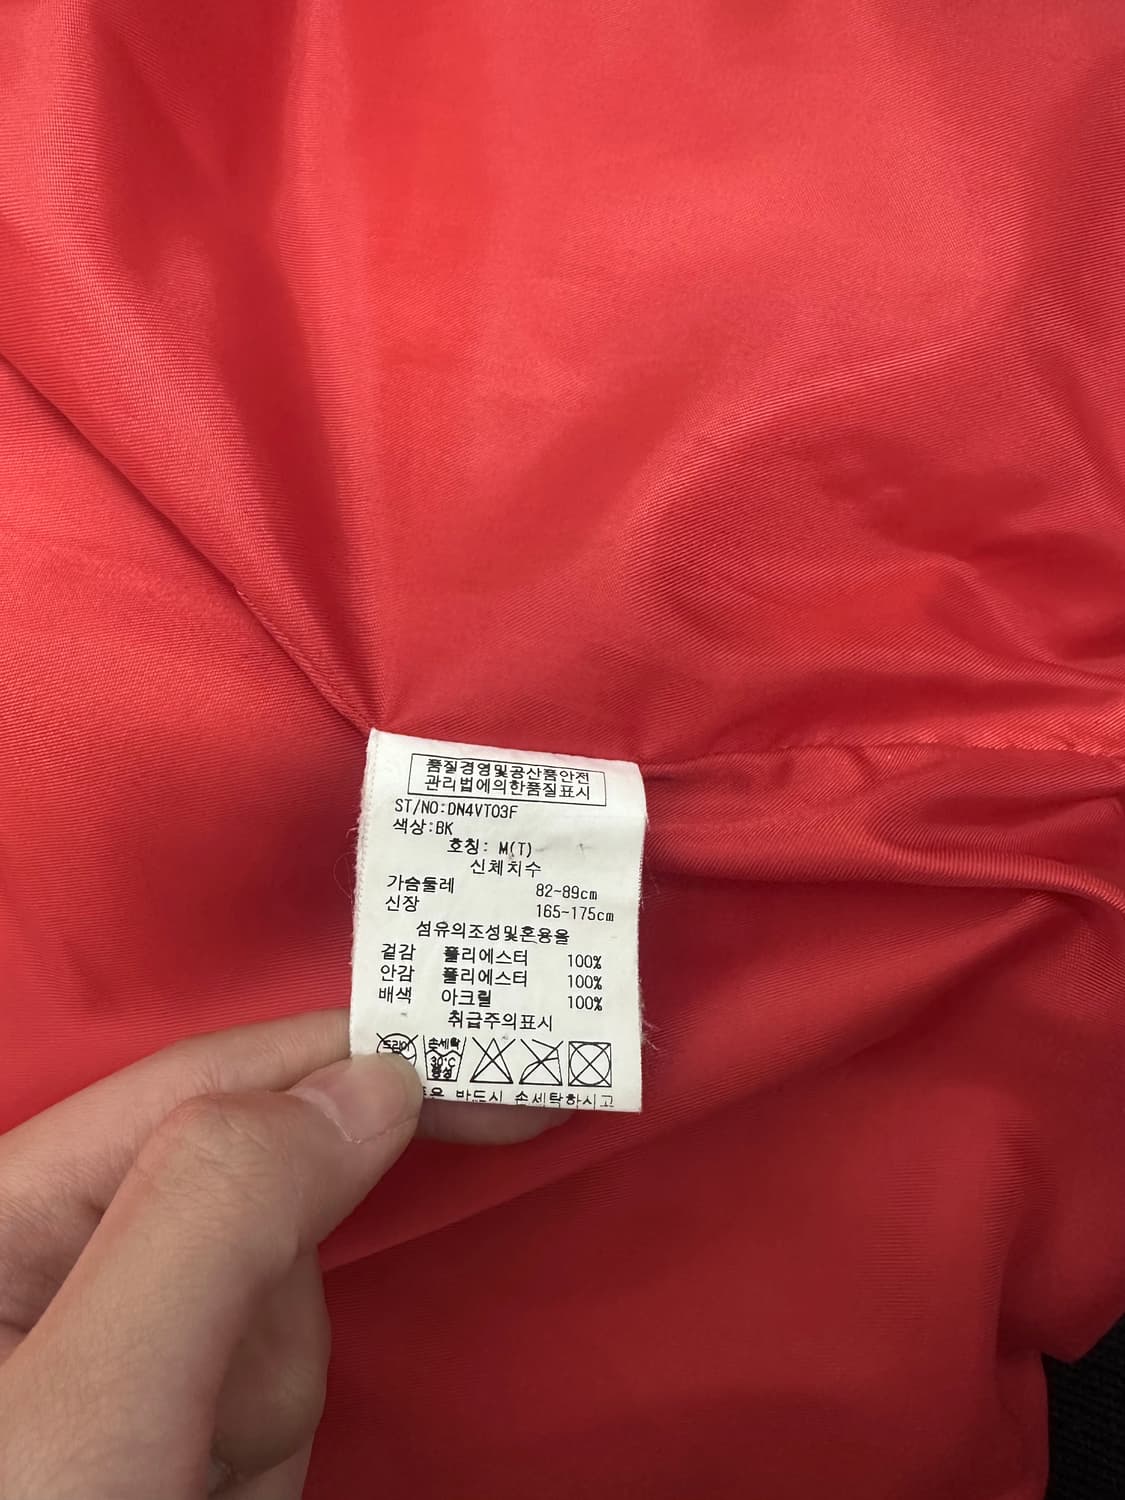 품질경영및공산품안전
관리법에의한품질표시
ST/NO:DN4VT03F
색상:BK
호칭: M(T)
신체치수
가슴둘레 82~89cm
신장 165~175cm
섬유의조성및혼용율
겉감 폴리에스터 100%
안감 폴리에스터 100%
배색 아크릴 100%
취급주의표시
드라이 손세탁
30°C
중성
반드시 손세탁하시고